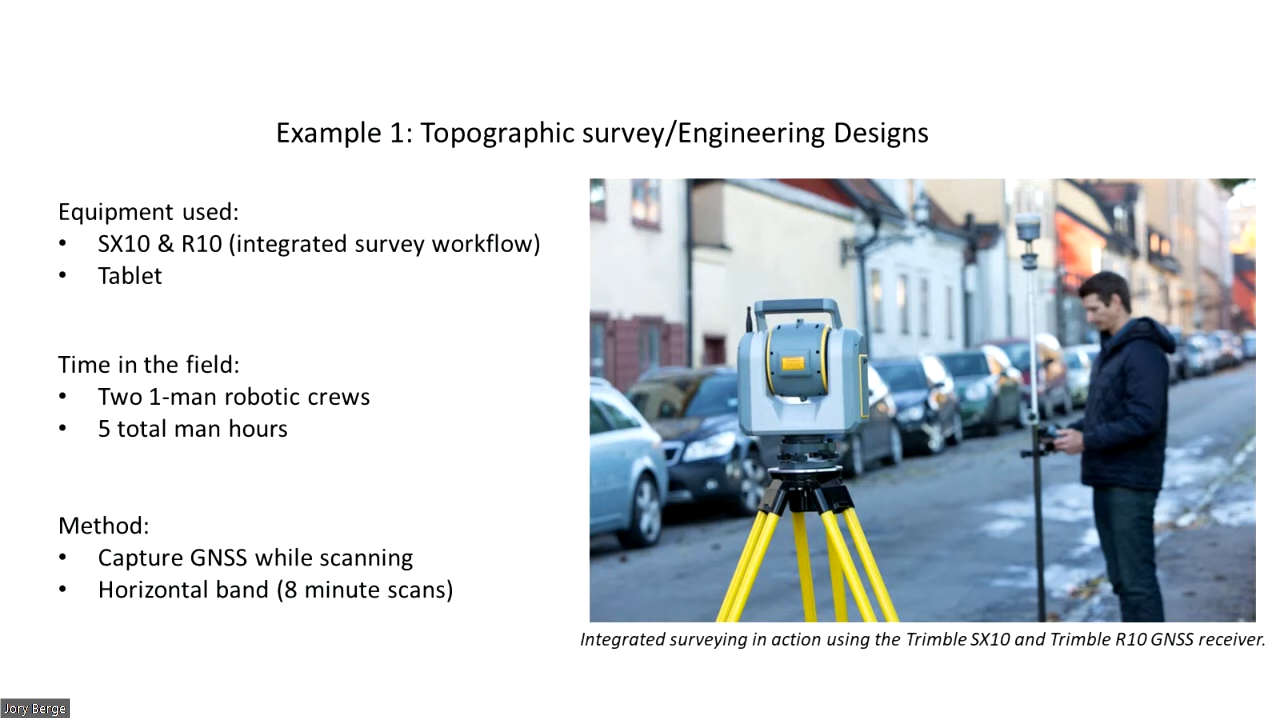 Example 1: Topographic survey/Engineering Designs
Equipment used:
• SX10 & R10 (integrated survey workflow)
• Tablet
Time in the field:
• Two 1-man robotic crews
• 5 total man hours
Method:
• Capture GNSS while scanning
• Horizontal band (8 minute scans)
Integrated surveying in action using the Trimble SX10 and Trimble R10 GNSS receiver.
Jory Berge